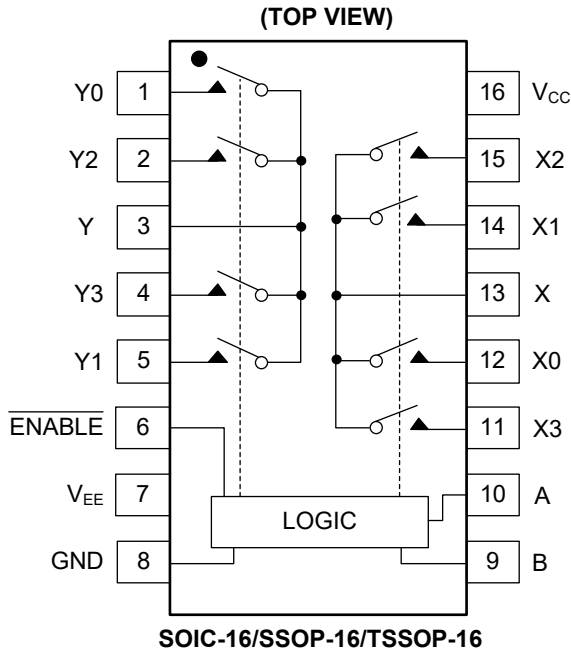 (TOP VIEW)
Y0 1
Y2 2
Y 3
Y3 4
Y1 5
ENABLE 6
VEE 7
GND 8
16 VCC
15 X2
14 X1
13 X
12 X0
11 X3
10 A
9 B
LOGIC
SOIC-16/SSOP-16/TSSOP-16